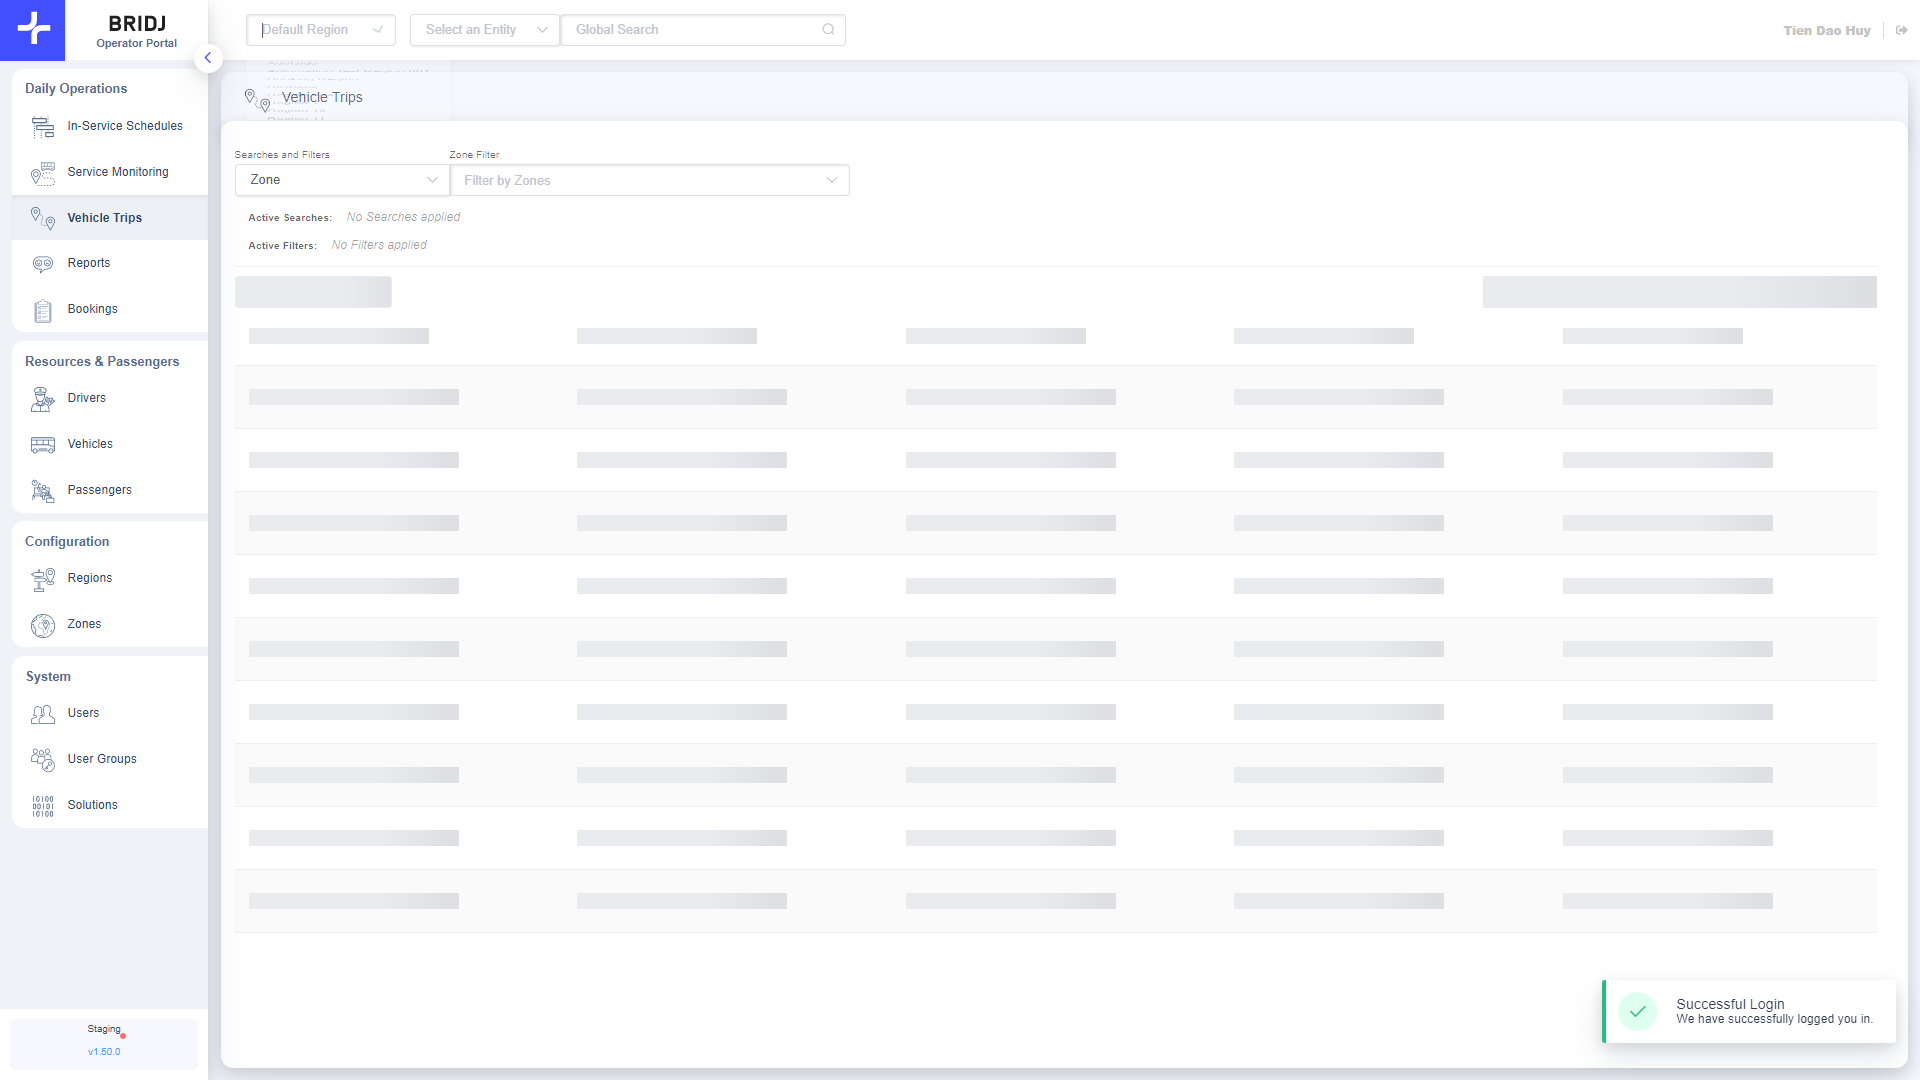 BRIDJ
Operator Portal
Default Region
Select an Entity
Global Search
Tien Dao Huy
Daily Operations
In-Service Schedules
Service Monitoring
Vehicle Trips
Reports
Bookings
Resources & Passengers
Drivers
Vehicles
Passengers
Configuration
Regions
Zones
System
Users
User Groups
Solutions
10100
00101
10100
Staging
v1.50.0
Vehicle Trips
Searches and Filters
Zone Filter
Zone
Filter by Zones
Active Searches: No Searches applied
Active Filters: No Filters applied
Successful Login
We have successfully logged you in.